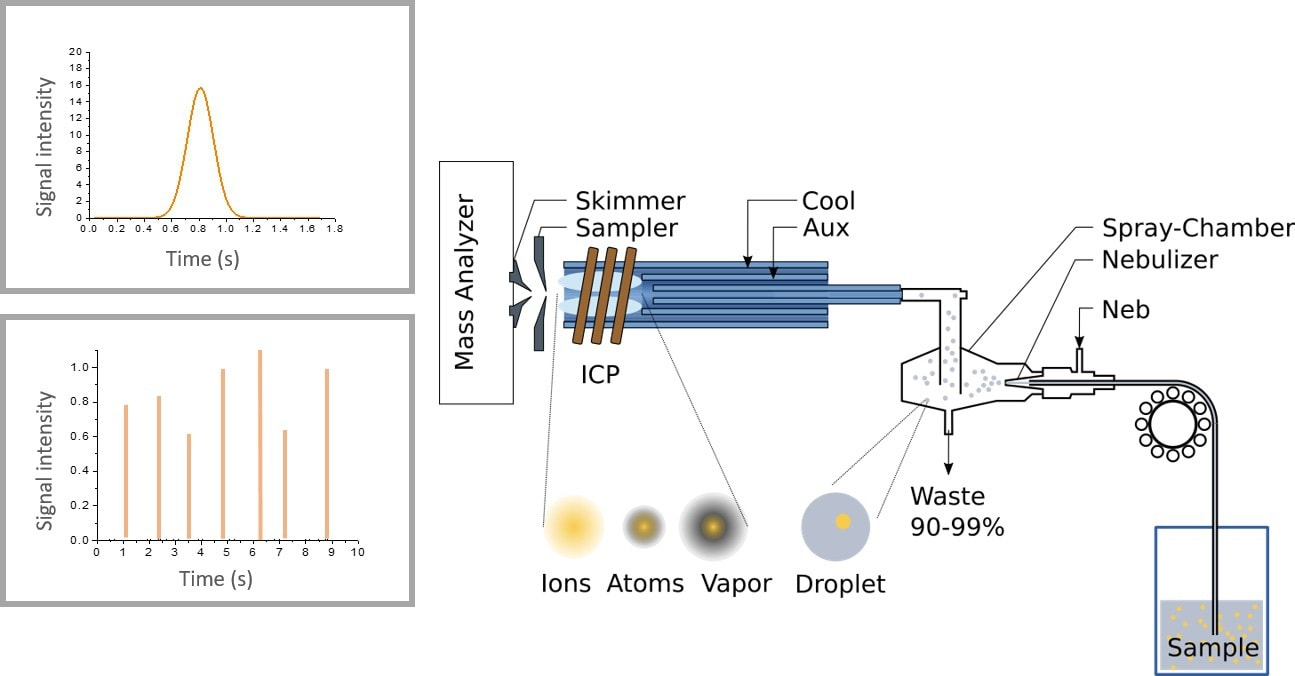 20
18
16
14
12
10
8
6
4
2
0
0.0 0.2 0.4 0.6 0.8 1.0 1.2 1.4 1.6 1.8
Signal intensity
Time (s)
1.0
0.8
0.6
0.4
0.2
0.0
0 1 2 3 4 5 6 7 8 9 10
Signal intensity
Time (s)
Mass Analyzer
Skimmer
Sampler
ICP
Cool
Aux
Spray-Chamber
Nebulizer
Neb
Waste
90-99%
Ions Atoms Vapor Droplet
Sample